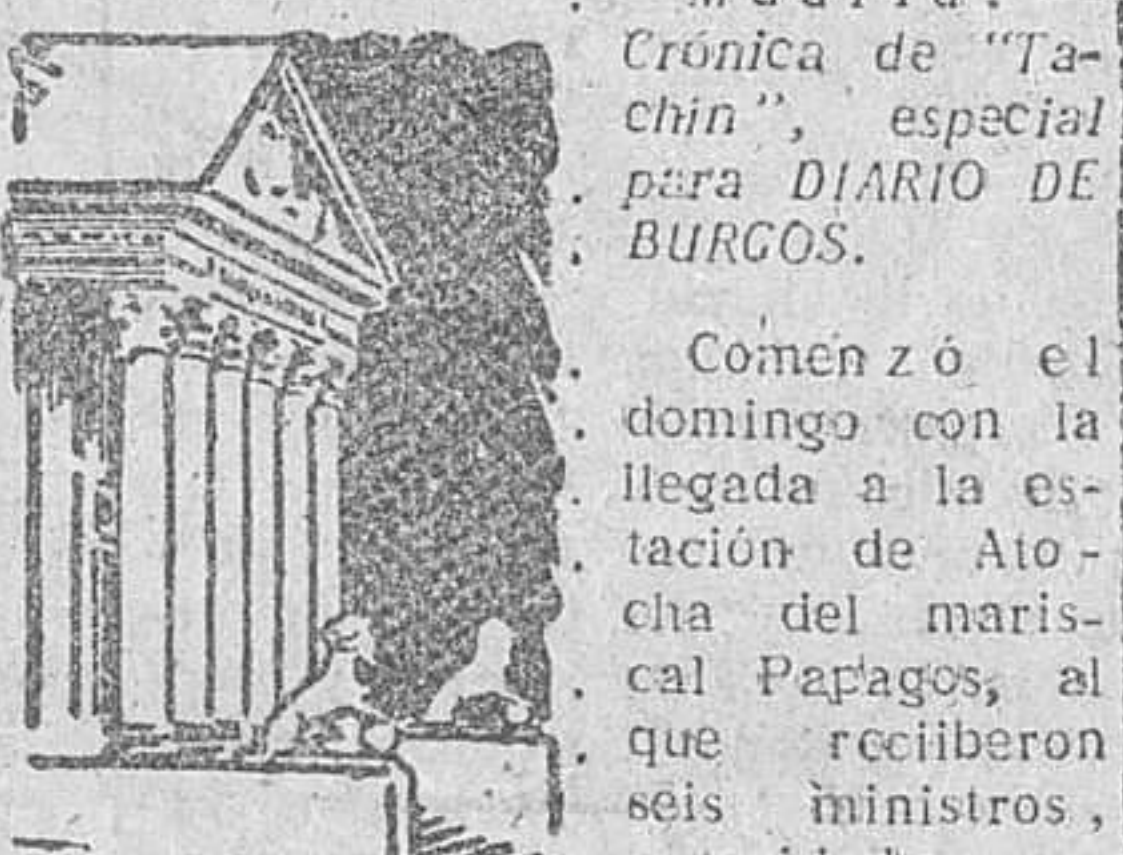 Crónica de "Ta-
chin", especial
para DIARIO DE
BURGOS.
Comenzó el
domingo con la
llegada a la es-
tación de Ato-
cha del maris-
cal Papagos, al
que rcciiberon
seis ministros,